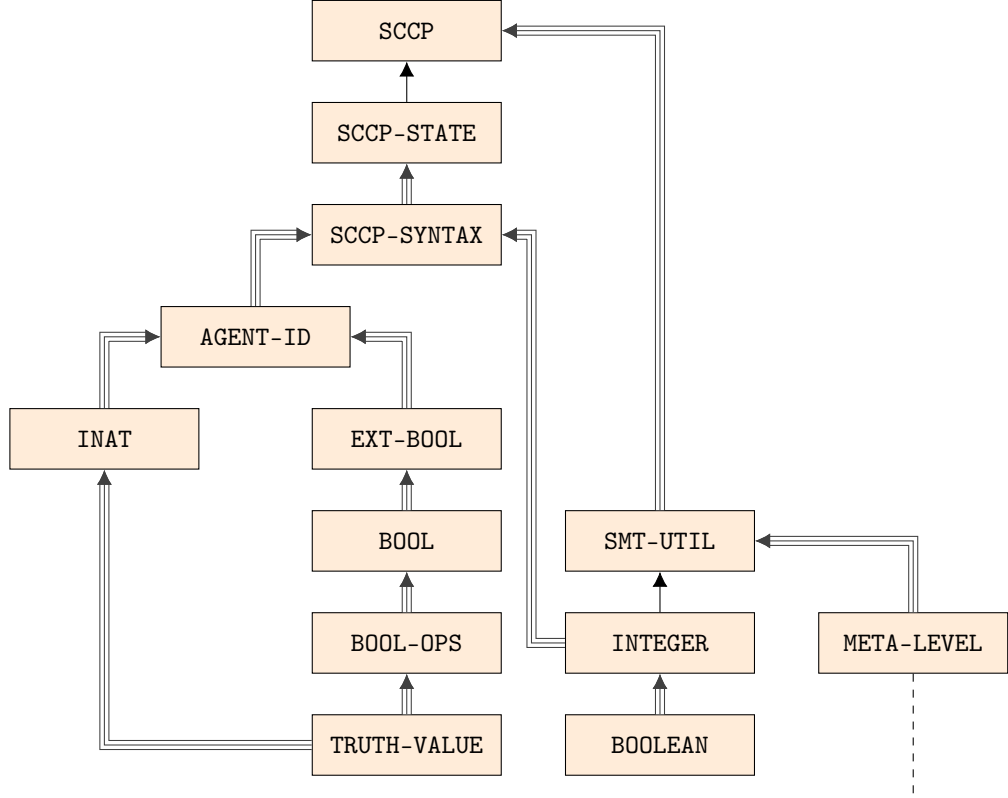 SCCP
SCCP-STATE
SCCP-SYNTAX
AGENT-ID
INAT
EXT-BOOL
BOOL
SMT-UTIL
BOOL-OPS
INTEGER
META-LEVEL
TRUTH-VALUE
BOOLEAN